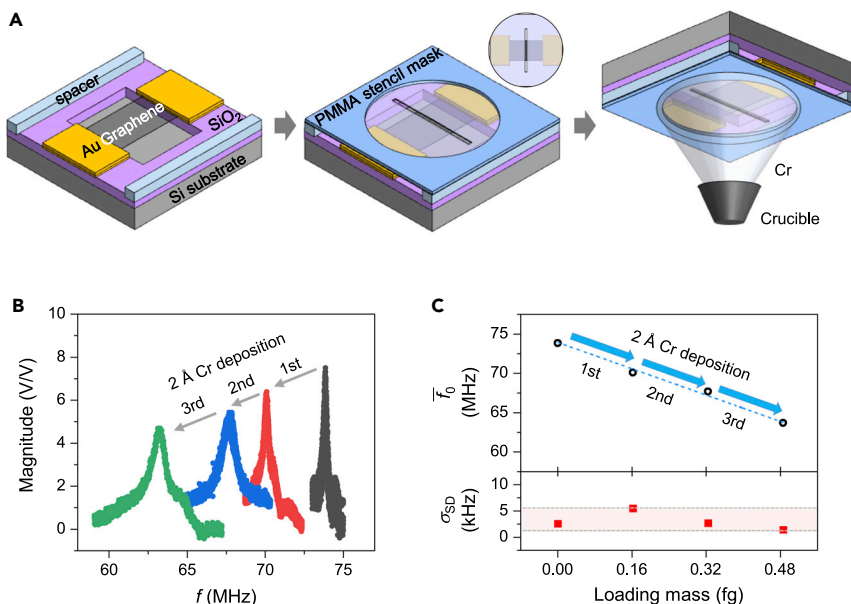 A
spacer
Au
Graphene
SiO2
Si substrate
PMMA stencil mask
Cr
Crucible
B
10
8
6
4
2
0
Magnitude (V/V)
2 Å Cr deposition
1st
2nd
3rd
60
65
70
75
f (MHz)
C
75
70
65
60
f̅0
(MHz)
2 Å Cr deposition
1st
2nd
3rd
10
5
0
σSD
(kHz)
0.00
0.16
0.32
0.48
Loading mass (fg)